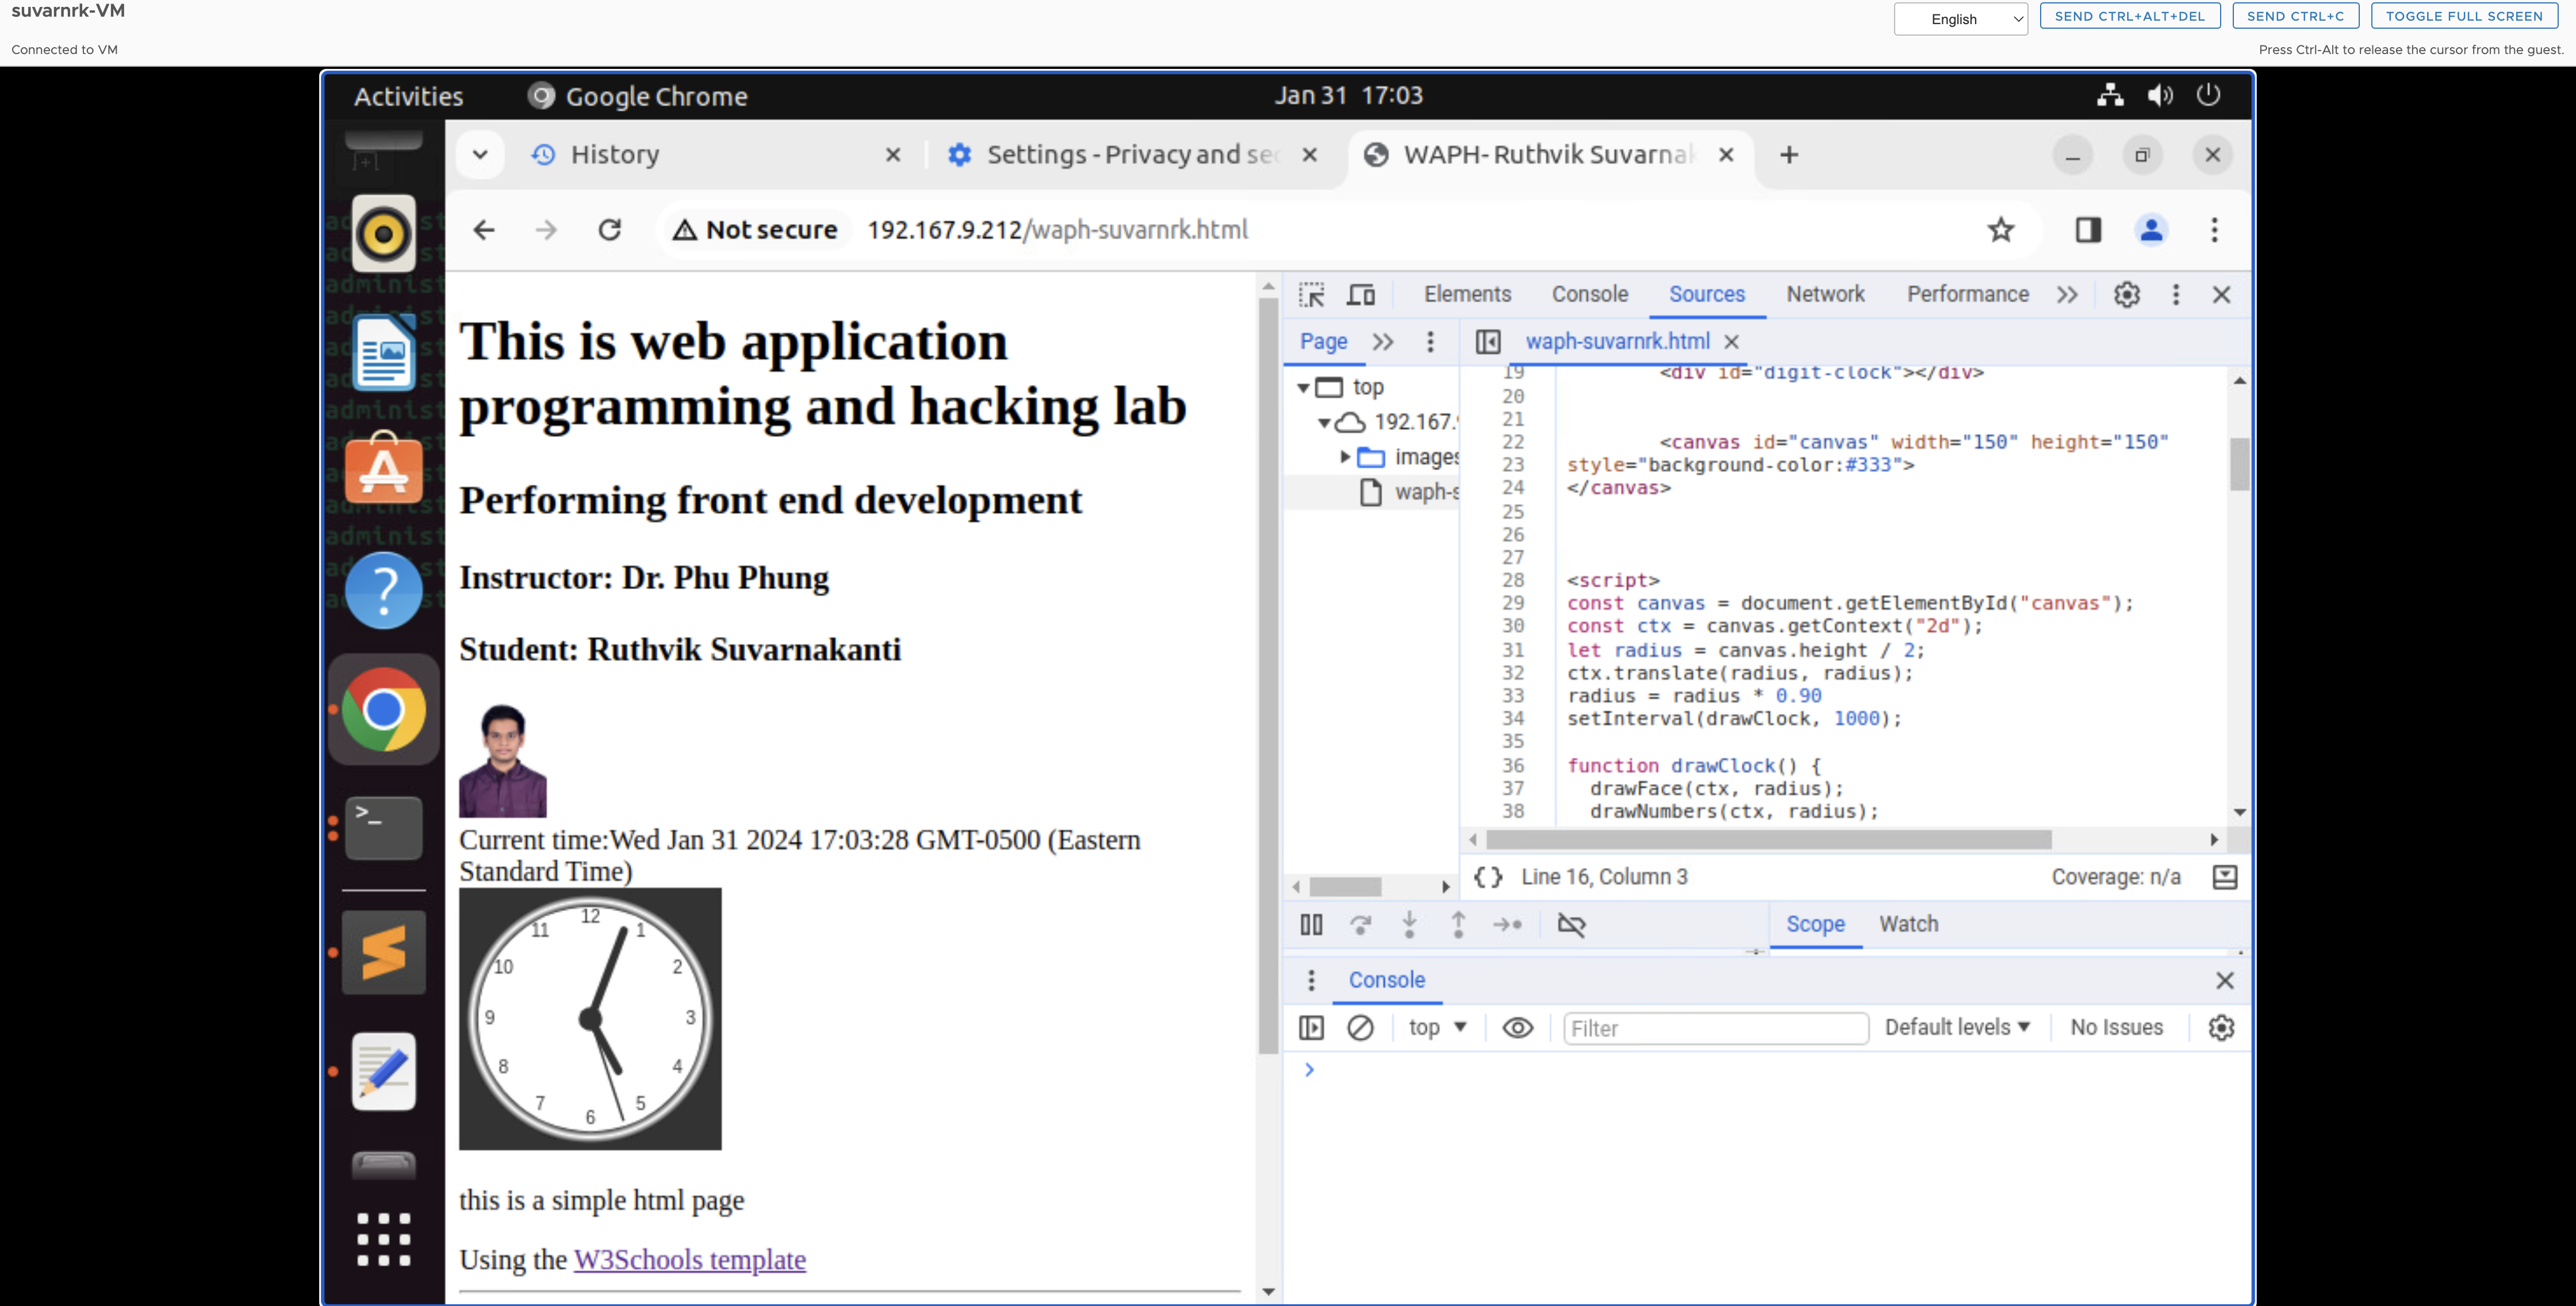 suvarnrk-VM
English
SEND CTRL+ALT+DEL
SEND CTRL+C
TOGGLE FULL SCREEN
Connected to VM
Press Ctrl-Alt to release the cursor from the guest.
Activities
Google Chrome
Jan 31 17:03
History
Settings - Privacy and sec
WAPH- Ruthvik Suvarnak
Not secure
192.167.9.212/waph-suvarnrk.html
This is web application
programming and hacking lab
Performing front end development
Instructor: Dr. Phu Phung
Student: Ruthvik Suvarnakanti
Current time:Wed Jan 31 2024 17:03:28 GMT-0500 (Eastern
Standard Time)
12
11 1
10 2
9 3
8 4
7 5
6
this is a simple html page
Using the W3Schools template
Elements Console Sources Network Performance
Page
waph-suvarnrk.html
top
192.167.
images
waph-s
19 <div id="digit-clock"></div>
20
21
22 <canvas id="canvas" width="150" height="150"
23 style="background-color:#333">
24 </canvas>
25
26
27
28 <script>
29 const canvas = document.getElementById("canvas");
30 const ctx = canvas.getContext("2d");
31 let radius = canvas.height / 2;
32 ctx.translate(radius, radius);
33 radius = radius * 0.90
34 setInterval(drawClock, 1000);
35
36 function drawClock() {
37 drawFace(ctx, radius);
38 drawNumbers(ctx, radius);
{} Line 16, Column 3
Coverage: n/a
Scope Watch
Console
top
Filter
Default levels
No Issues